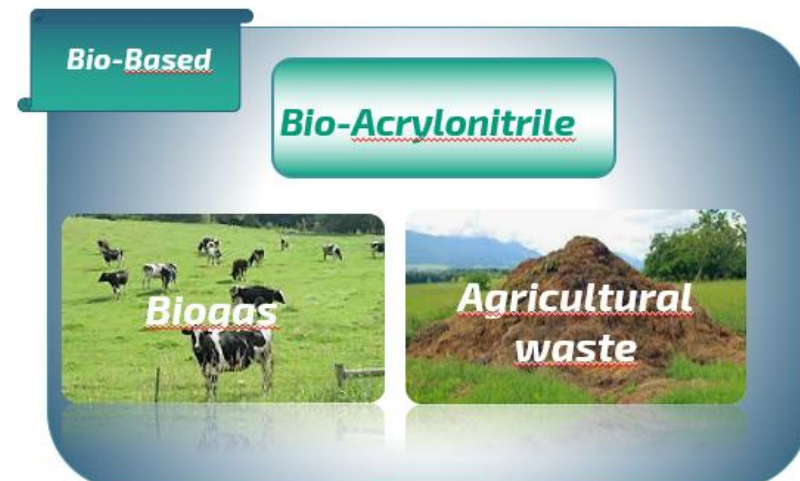 Bio-Based
Bio-Acrylonitrile
Biogas
Agricultural
waste